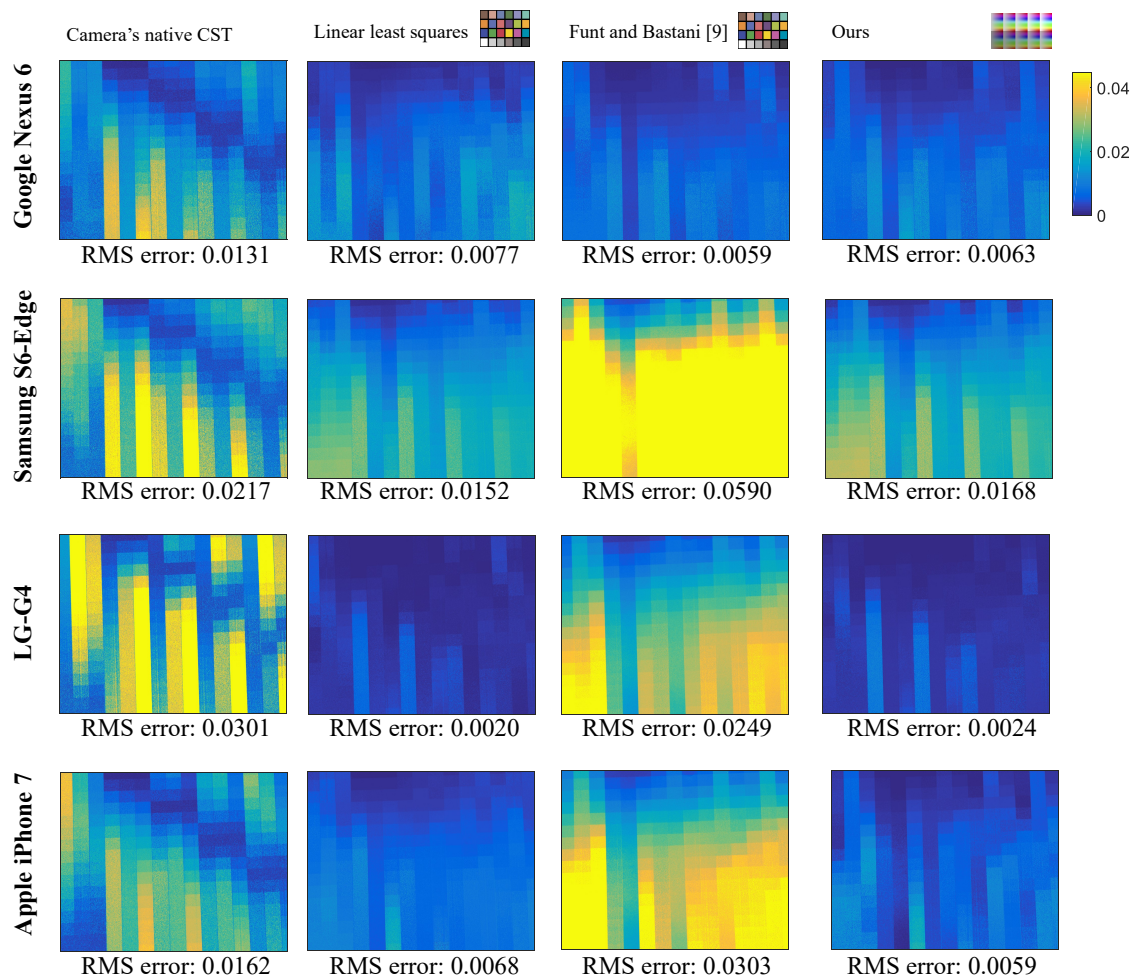 Camera's native CST
Linear least squares
Funt and Bastani [9]
Ours
Google Nexus 6
0.04
0.02
0
RMS error: 0.0131
RMS error: 0.0077
RMS error: 0.0059
RMS error: 0.0063
Samsung S6-Edge
RMS error: 0.0217
RMS error: 0.0152
RMS error: 0.0590
RMS error: 0.0168
LG-G4
RMS error: 0.0301
RMS error: 0.0020
RMS error: 0.0249
RMS error: 0.0024
Apple iPhone 7
RMS error: 0.0162
RMS error: 0.0068
RMS error: 0.0303
RMS error: 0.0059